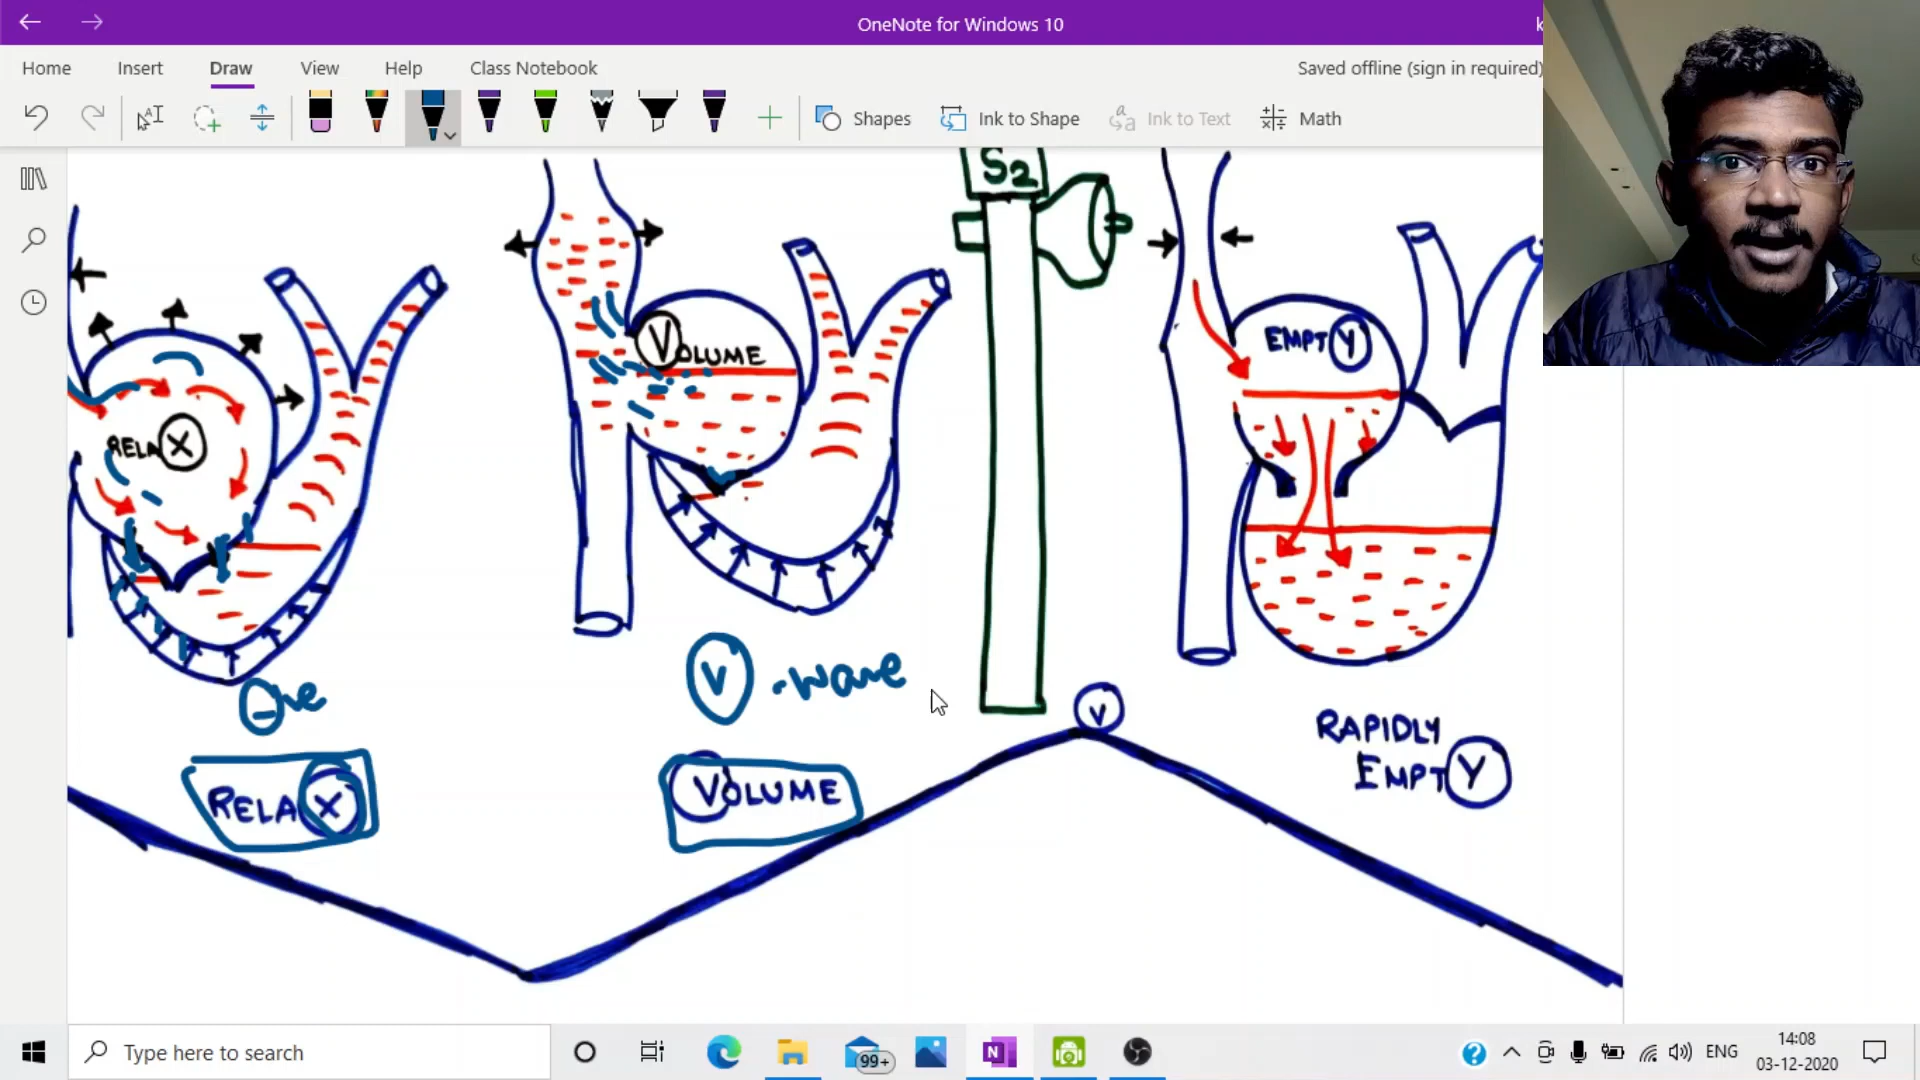 OneNote for Windows 10
Home Insert Draw View Help Class Notebook
Saved offline (sign in required)
Shapes Ink to Shape Ink to Text Math
S2
VOLUME
EMPTY
RELAX
-ve
V -wave
V
RAPIDLY
EMPTY
RELAX
VOLUME
Type here to search
99+
ENG
14:08
03-12-2020